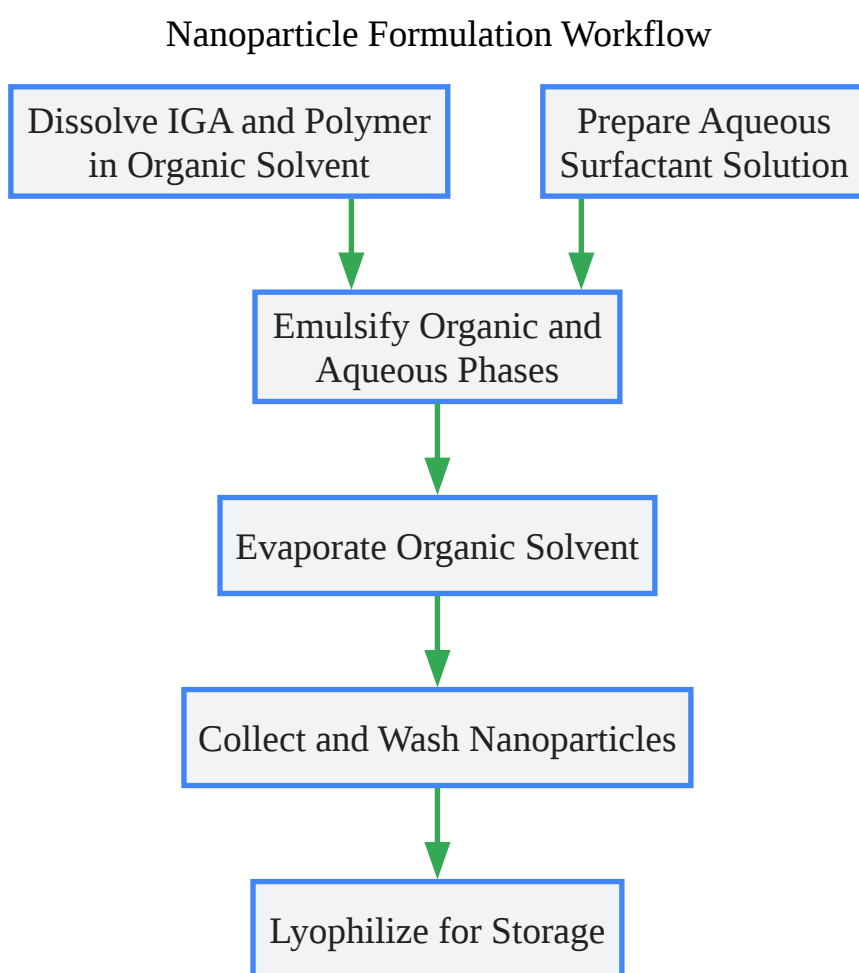 Nanoparticle Formulation Workflow
Dissolve IGA and Polymer
in Organic Solvent
Prepare Aqueous
Surfactant Solution
Emulsify Organic and
Aqueous Phases
Evaporate Organic Solvent
Collect and Wash Nanoparticles
Lyophilize for Storage